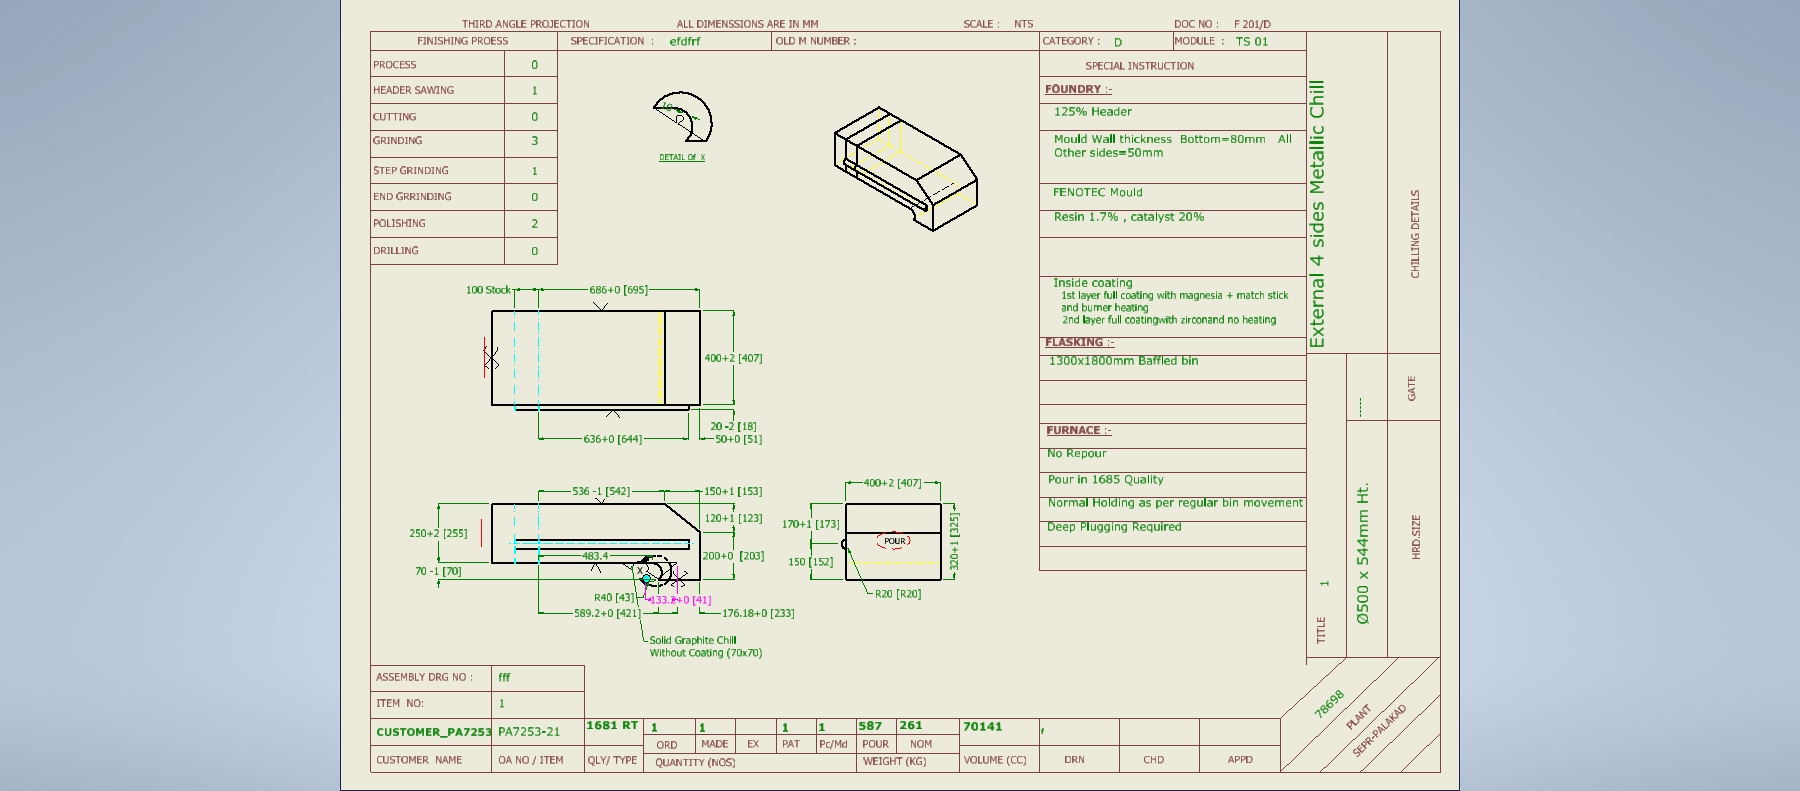 THIRD ANGLE PROJECTION ALL DIMENSSIONS ARE IN MM SCALE : NTS DOC NO : F 201/D
FINISHING PROESS SPECIFICATION : efdfrf OLD M NUMBER : CATEGORY : D MODULE : TS 01
PROCESS 0
HEADER SAWING 1
CUTTING 0
GRINDING 3
STEP GRINDING 1
END GRRINDING 0
POLISHING 2
DRILLING 0
DETAIL Of X
SPECIAL INSTRUCTION
FOUNDRY :-
125% Header
Mould Wall thickness Bottom=80mm All
Other sides=50mm
FENOTEC Mould
Resin 1.7% , catalyst 20%
Inside coating
1st layer full coating with magnesia + match stick
and burner heating
2nd layer full coatingwith zirconand no heating
FLASKING :-
1300x1800mm Baffled bin
FURNACE :-
No Repour
Pour in 1685 Quality
Normal Holding as per regular bin movement
Deep Plugging Required
External 4 sides Metallic Chill
CHILLING DETAILS
GATE
-----
TITLE 1
Ø500 x 544mm Ht.
HRD.SIZE
100 Stock 686+0 [695]
400+2 [407]
20 -2 [18]
636+0 [644] 50+0 [51]
536 -1 [542] 150+1 [153]
120+1 [123]
250+2 [255]
483.4 200+0 [203]
70 -1 [70]
X
R40 [43] 133.2+0 [41]
589.2+0 [421] 176.18+0 [233]
Solid Graphite Chill
Without Coating (70x70)
400+2 [407]
170+1 [173]
POUR
150 [152]
320+1 [325]
R20 [R20]
ASSEMBLY DRG NO : fff
ITEM NO: 1
CUSTOMER_PA7253 PA7253-21 1681 RT 1 1 1 1 587 261 70141 f
ORD MADE EX PAT Pc/Md POUR NOM
CUSTOMER NAME OA NO / ITEM QLY/ TYPE QUANTITY (NOS) WEIGHT (KG) VOLUME (CC) DRN CHD APPD
78698
PLANT
SEPR-PALAKAD